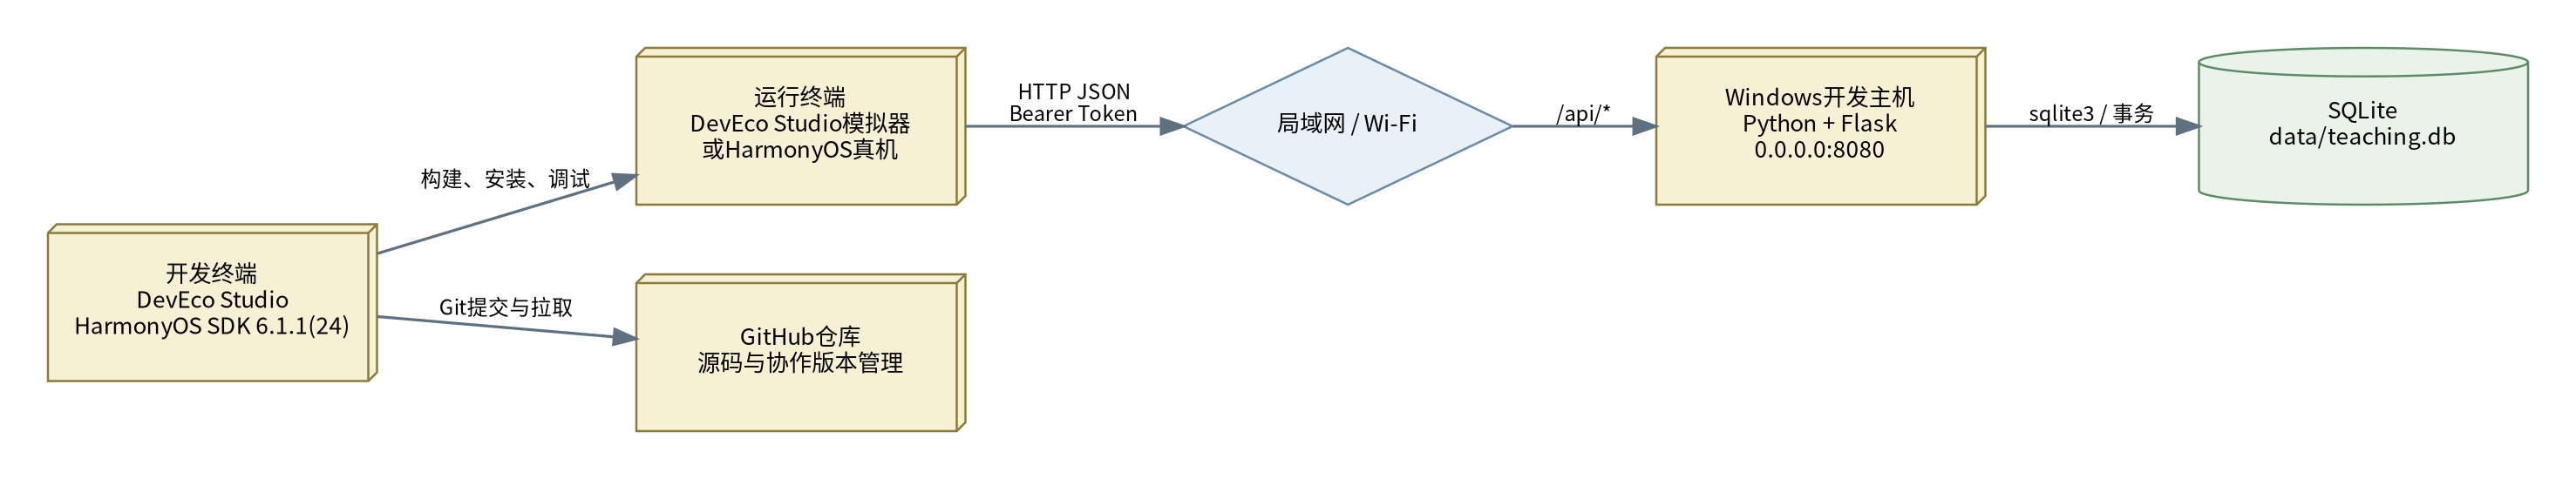 开发终端
DevEco Studio
HarmonyOS SDK 6.1.1(24)
构建、安装、调试
Git提交与拉取
运行终端
DevEco Studio模拟器
或HarmonyOS真机
GitHub仓库
源码与协作版本管理
HTTP JSON
Bearer Token
局域网 / Wi-Fi
/api/*
Windows开发主机
Python + Flask
0.0.0.0:8080
sqlite3 / 事务
SQLite
data/teaching.db